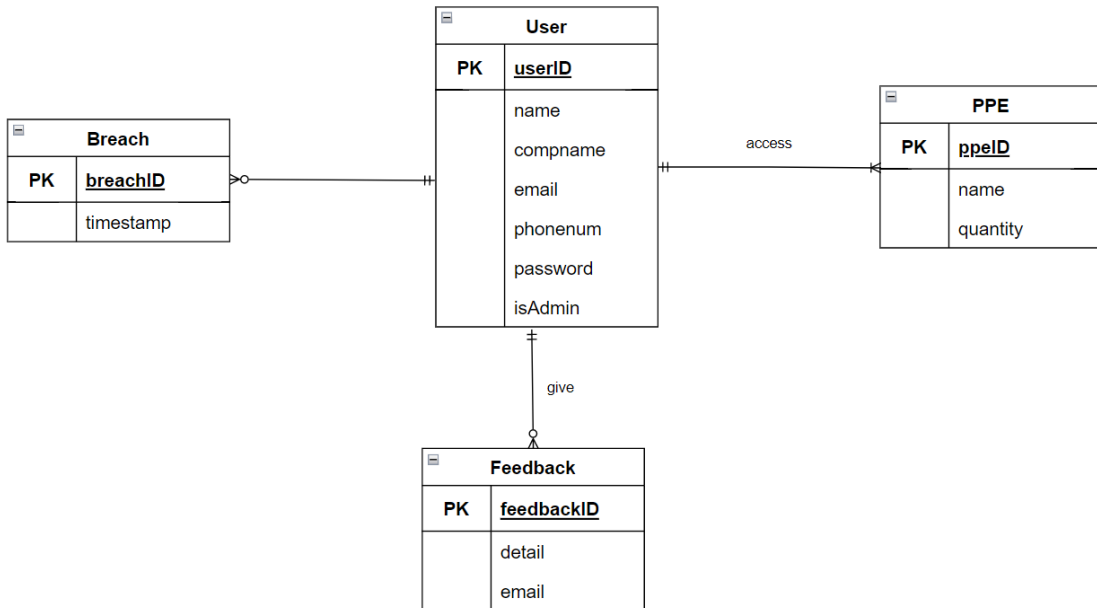 User
PK userID
name
compname
email
phonenum
password
isAdmin
Breach
PK breachID
timestamp
access
PPE
PK ppeID
name
quantity
give
Feedback
PK feedbackID
detail
email